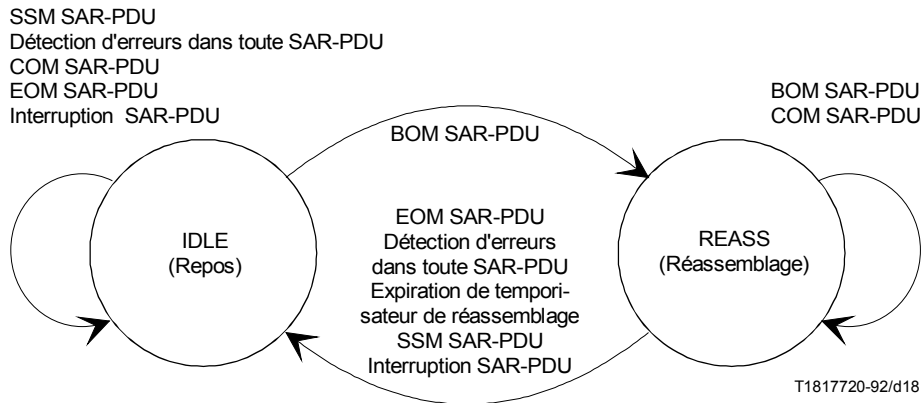 SSM SAR-PDU
Détection d'erreurs dans toute SAR-PDU
COM SAR-PDU
EOM SAR-PDU
Interruption SAR-PDU
BOM SAR-PDU
COM SAR-PDU
BOM SAR-PDU
IDLE
(Repos)
EOM SAR-PDU
Détection d'erreurs
dans toute SAR-PDU
Expiration de tempori-
sateur de réassemblage
SSM SAR-PDU
Interruption SAR-PDU
REASS
(Réassemblage)
T1817720-92/d18